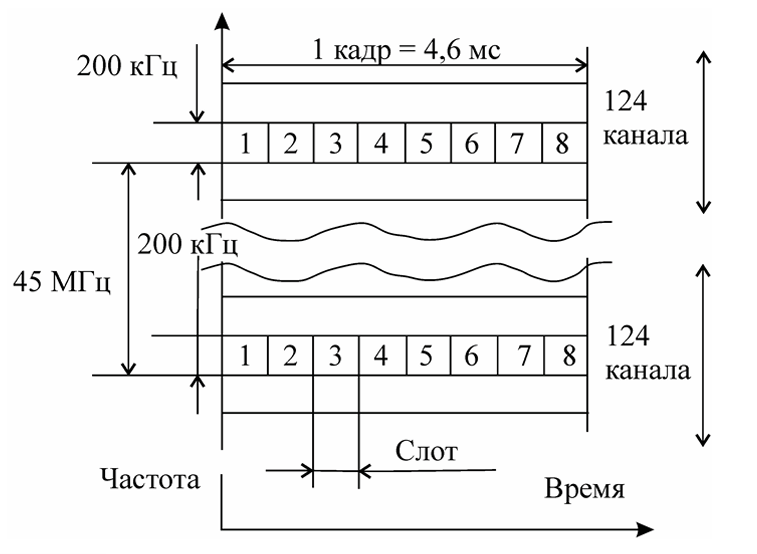 1 кадр = 4,6 мс
200 кГц
124
канала
1 2 3 4 5 6 7 8
200 кГц
45 МГц
124
канала
1 2 3 4 5 6 7 8
Слот
Частота
Время